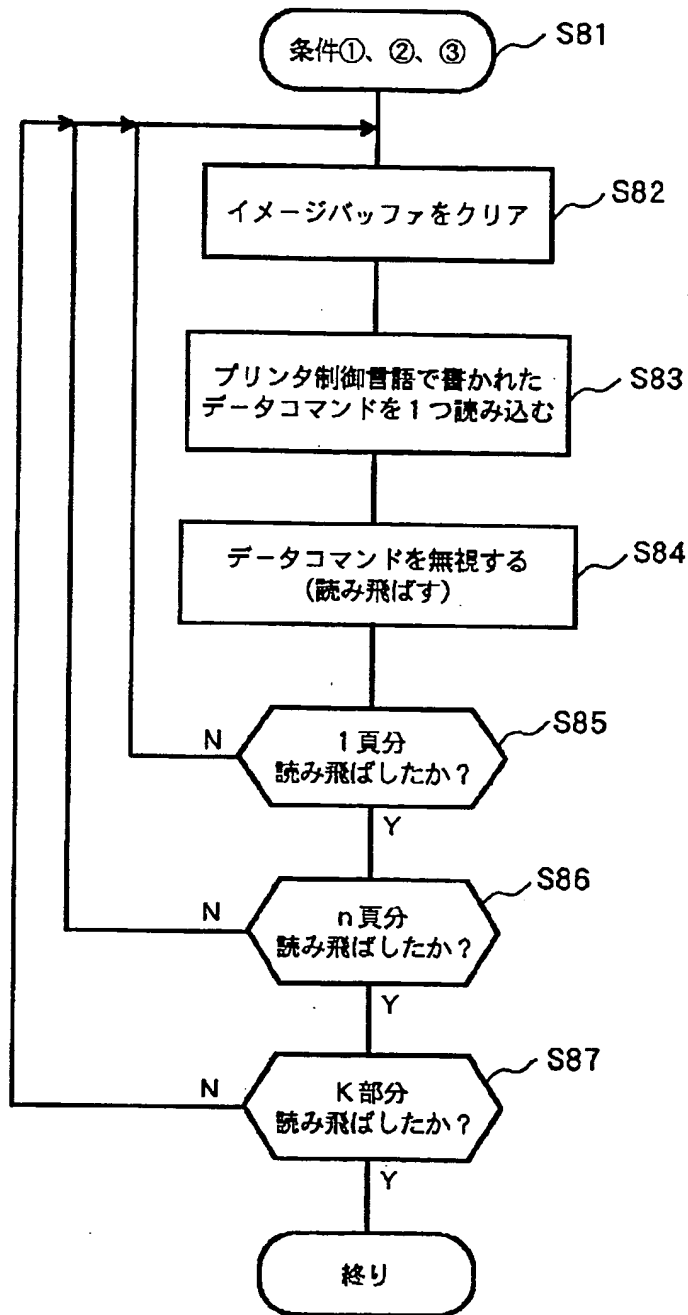 条件①、②、③
S81
イメージバッファをクリア
S82
プリンタ制御言語で書かれた
データコマンドを1つ読み込む
S83
データコマンドを無視する
(読み飛ばす)
S84
1頁分
読み飛ばしたか?
S85
N
Y
n頁分
読み飛ばしたか?
S86
N
Y
K部分
読み飛ばしたか?
S87
N
Y
終り